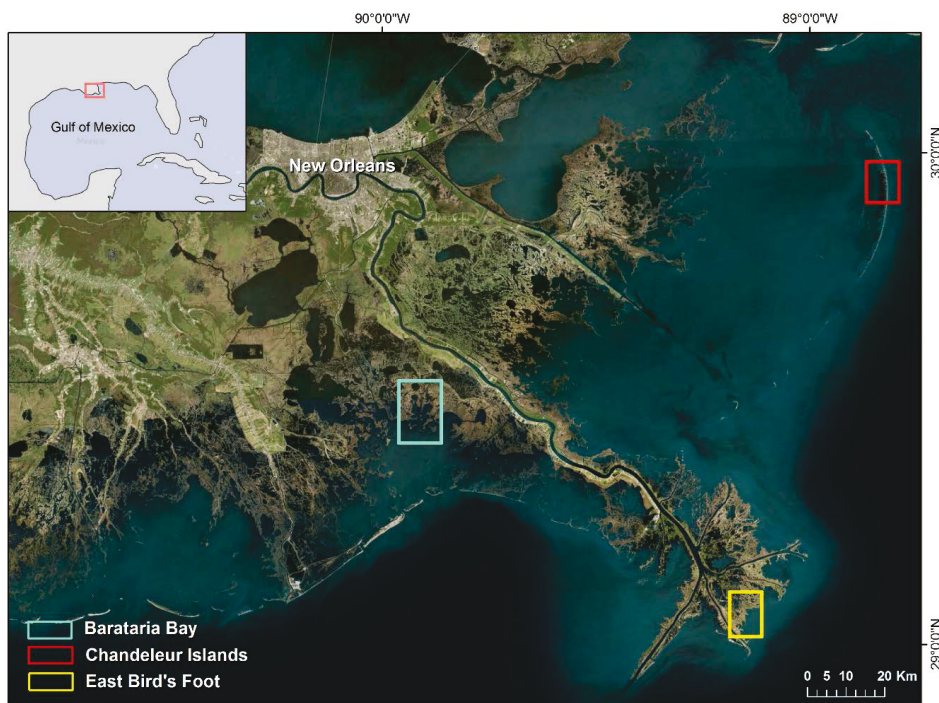 90°0'0"W
89°0'0"W
Gulf of Mexico
Mexico
New Orleans
30°0'0"N
29°0'0"N
Barataria Bay
Chandeleur Islands
East Bird's Foot
0 5 10 20 Km